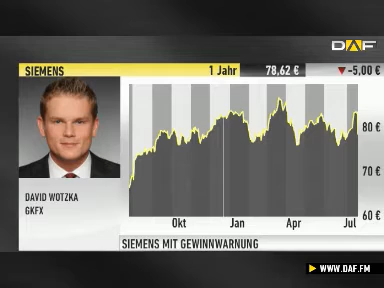 DAF
SIEMENS 1 Jahr 78,62 € ▼-5,00 €
80 €
70 €
60 €
Okt Jan Apr Jul
DAVID WOTZKA
GKFX
SIEMENS MIT GEWINNWARNUNG
WWW.DAF.FM